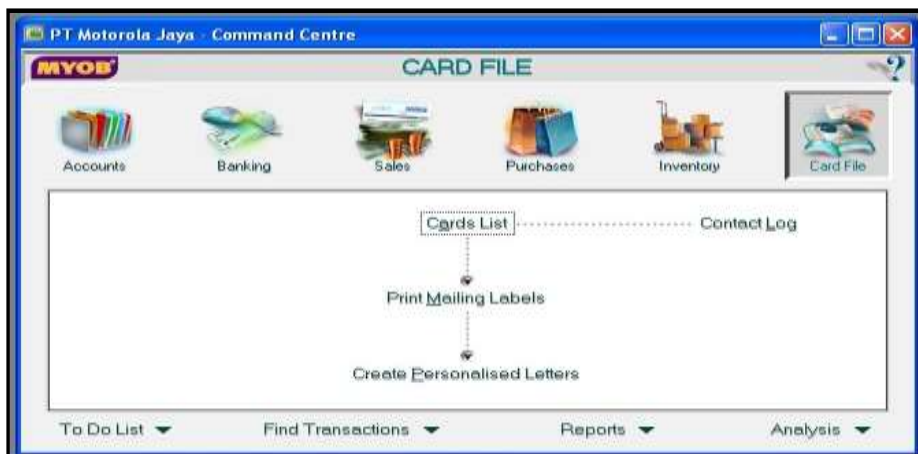 PT Motorola Jaya - Command Centre
MYOB
CARD FILE
Accounts Banking Sales Purchases Inventory Card File
Cards List Contact Log
Print Mailing Labels
Create Personalised Letters
To Do List Find Transactions Reports Analysis